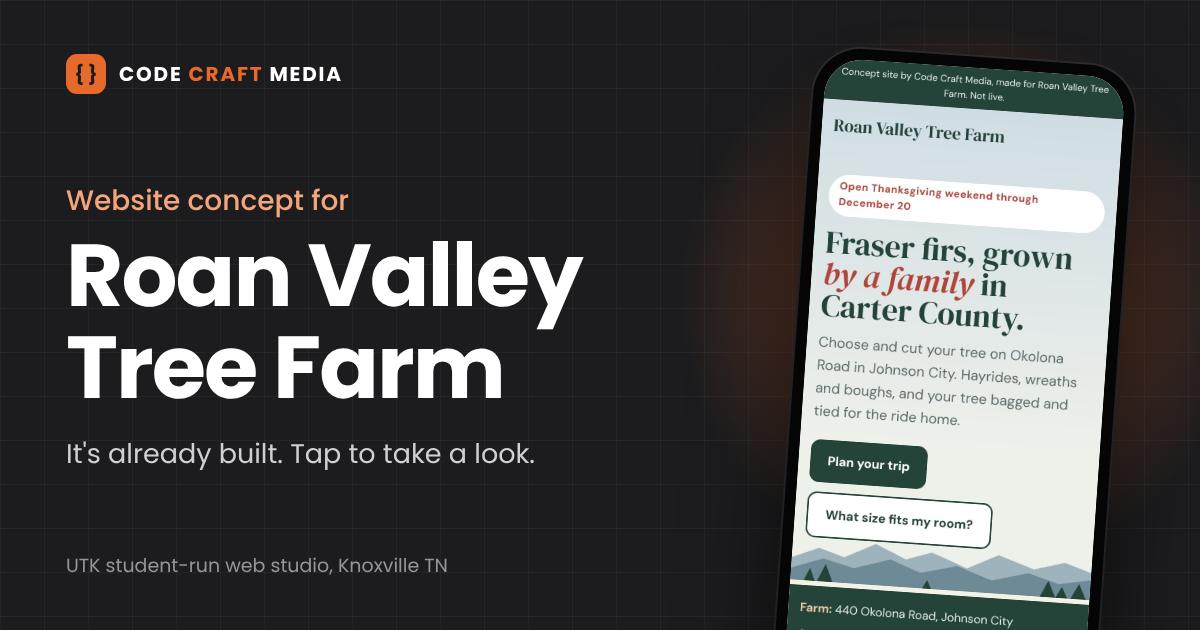 { } CODE CRAFT MEDIA
Website concept for
Roan Valley
Tree Farm
It's already built. Tap to take a look.
UTK student-run web studio, Knoxville TN
Concept site by Code Craft Media, made for Roan Valley Tree
Farm. Not live.
Roan Valley Tree Farm
Open Thanksgiving weekend through
December 20
Fraser firs, grown
by a family in
Carter County.
Choose and cut your tree on Okolona
Road in Johnson City. Hayrides, wreaths
and boughs, and your tree bagged and
tied for the ride home.
Plan your trip
What size fits my room?
Farm: 440 Okolona Road, Johnson City